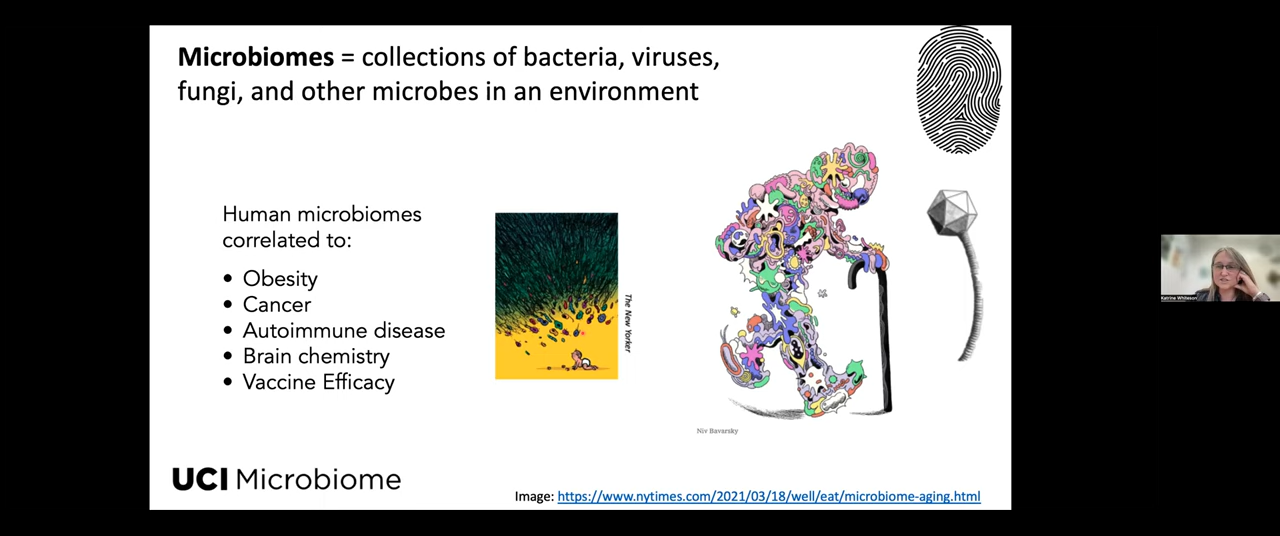 Microbiomes = collections of bacteria, viruses,
fungi, and other microbes in an environment
Human microbiomes
correlated to:
• Obesity
• Cancer
• Autoimmune disease
• Brain chemistry
• Vaccine Efficacy
The New Yorker
Niv Bavarsky
UCI Microbiome
Image: https://www.nytimes.com/2021/03/18/well/eat/microbiome-aging.html
Katrine Whiteson